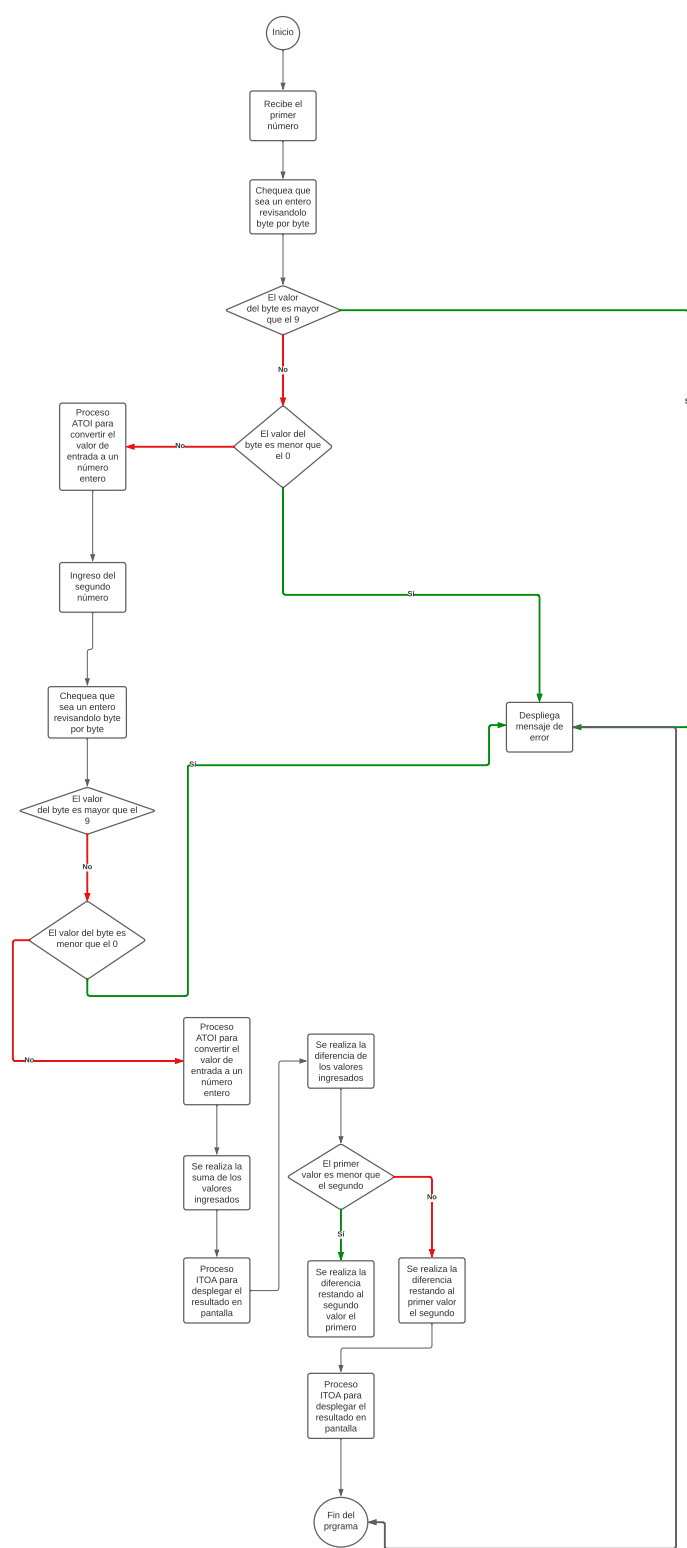 Inicio
Recibe el
primer
número
Chequea que
sea un entero
revisandolo
byte por byte
El valor
del byte es mayor
que el 9
No
El valor del
byte es menor que
el 0
No
Proceso
ATOI para
convertir el
valor de
entrada a un
número
entero
Si
Ingreso del
segundo
número
Chequea que
sea un entero
revisandolo byte
por byte
Despliega
mensaje de
error
El valor
del byte es mayor que el
9
Si
No
El valor del byte es
menor que el 0
No
Proceso
ATOI para
convertir el
valor de
entrada a un
número
entero
Se realiza la
suma de los
valores
ingresados
Proceso
ITOA para
desplegar el
resultado en
pantalla
Se realiza la
diferencia de
los valores
ingresados
El primer
valor es menor que
el segundo
No
Sí
Se realiza la
diferencia
restando al
segundo
valor el
primero
Se realiza la
diferencia
restando al
primer valor
el segundo
Proceso
ITOA para
desplegar el
resultado en
pantalla
Fin del
prgrama